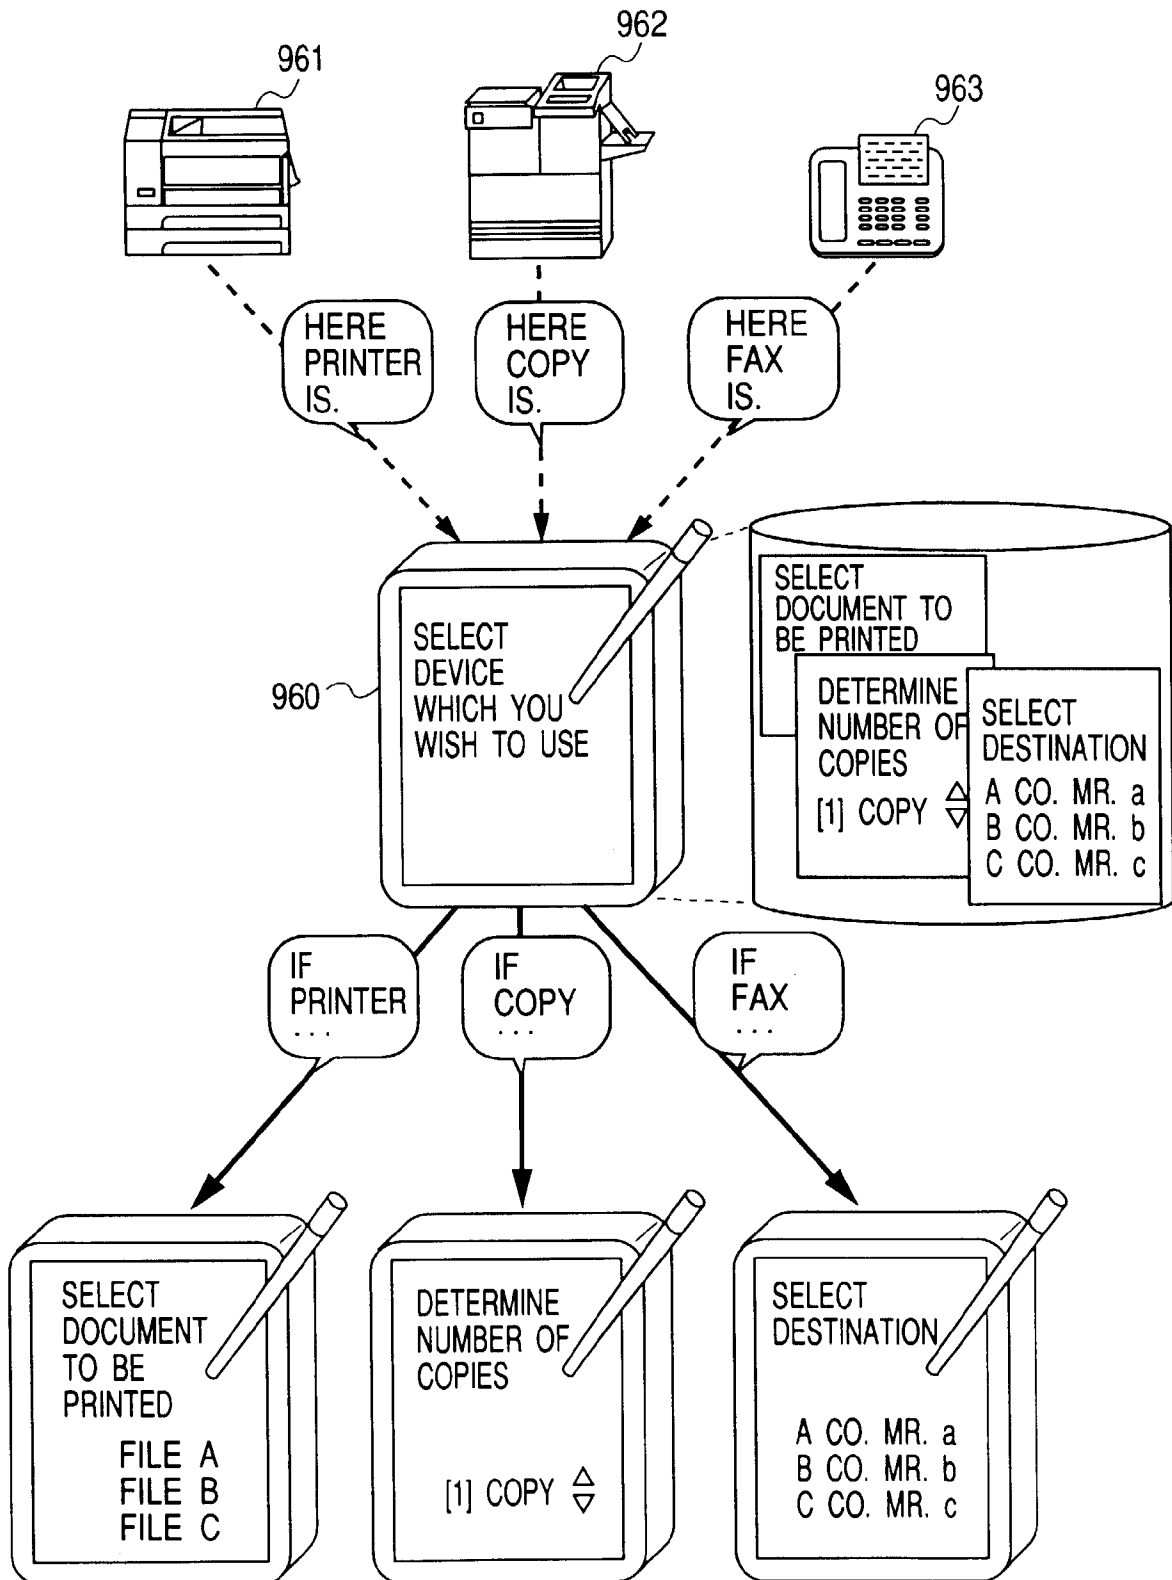 961
962
963
HERE
PRINTER
IS.
HERE
COPY
IS.
HERE
FAX
IS.
960
SELECT
DEVICE
WHICH YOU
WISH TO USE
SELECT
DOCUMENT TO
BE PRINTED
DETERMINE
NUMBER OF
COPIES
[1] COPY
SELECT
DESTINATION
A CO. MR. a
B CO. MR. b
C CO. MR. c
IF
PRINTER
...
IF
COPY
...
IF
FAX
...
SELECT
DOCUMENT
TO BE
PRINTED
FILE A
FILE B
FILE C
DETERMINE
NUMBER OF
COPIES
[1] COPY
SELECT
DESTINATION
A CO. MR. a
B CO. MR. b
C CO. MR. c